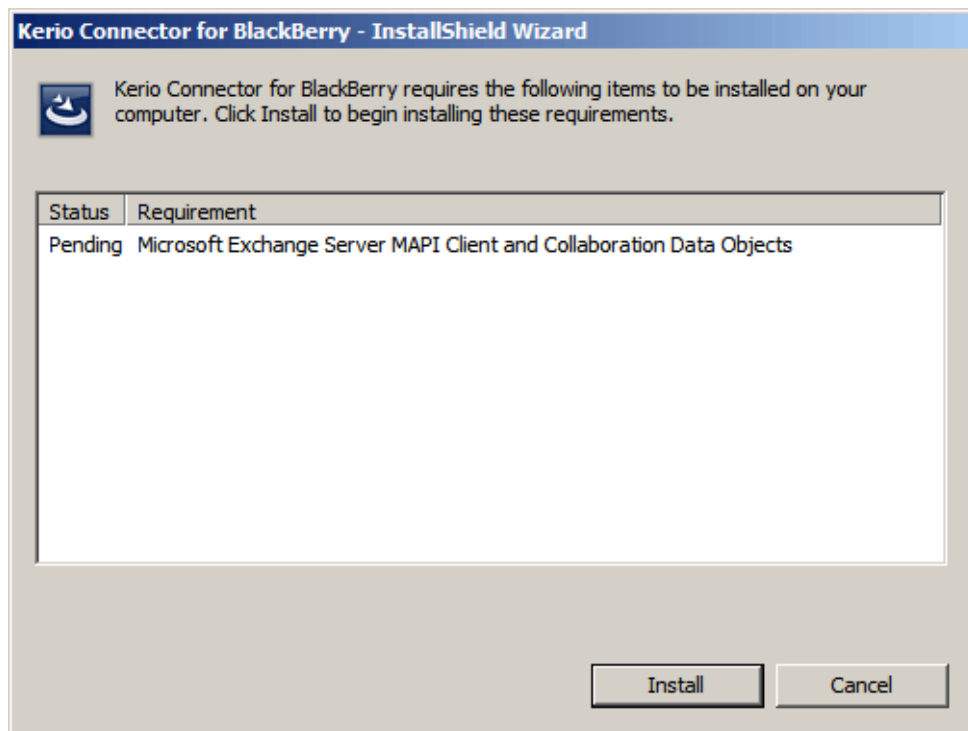 Kerio Connector for BlackBerry - InstallShield Wizard
Kerio Connector for BlackBerry requires the following items to be installed on your
computer. Click Install to begin installing these requirements.
Status Requirement
Pending Microsoft Exchange Server MAPI Client and Collaboration Data Objects
Install Cancel